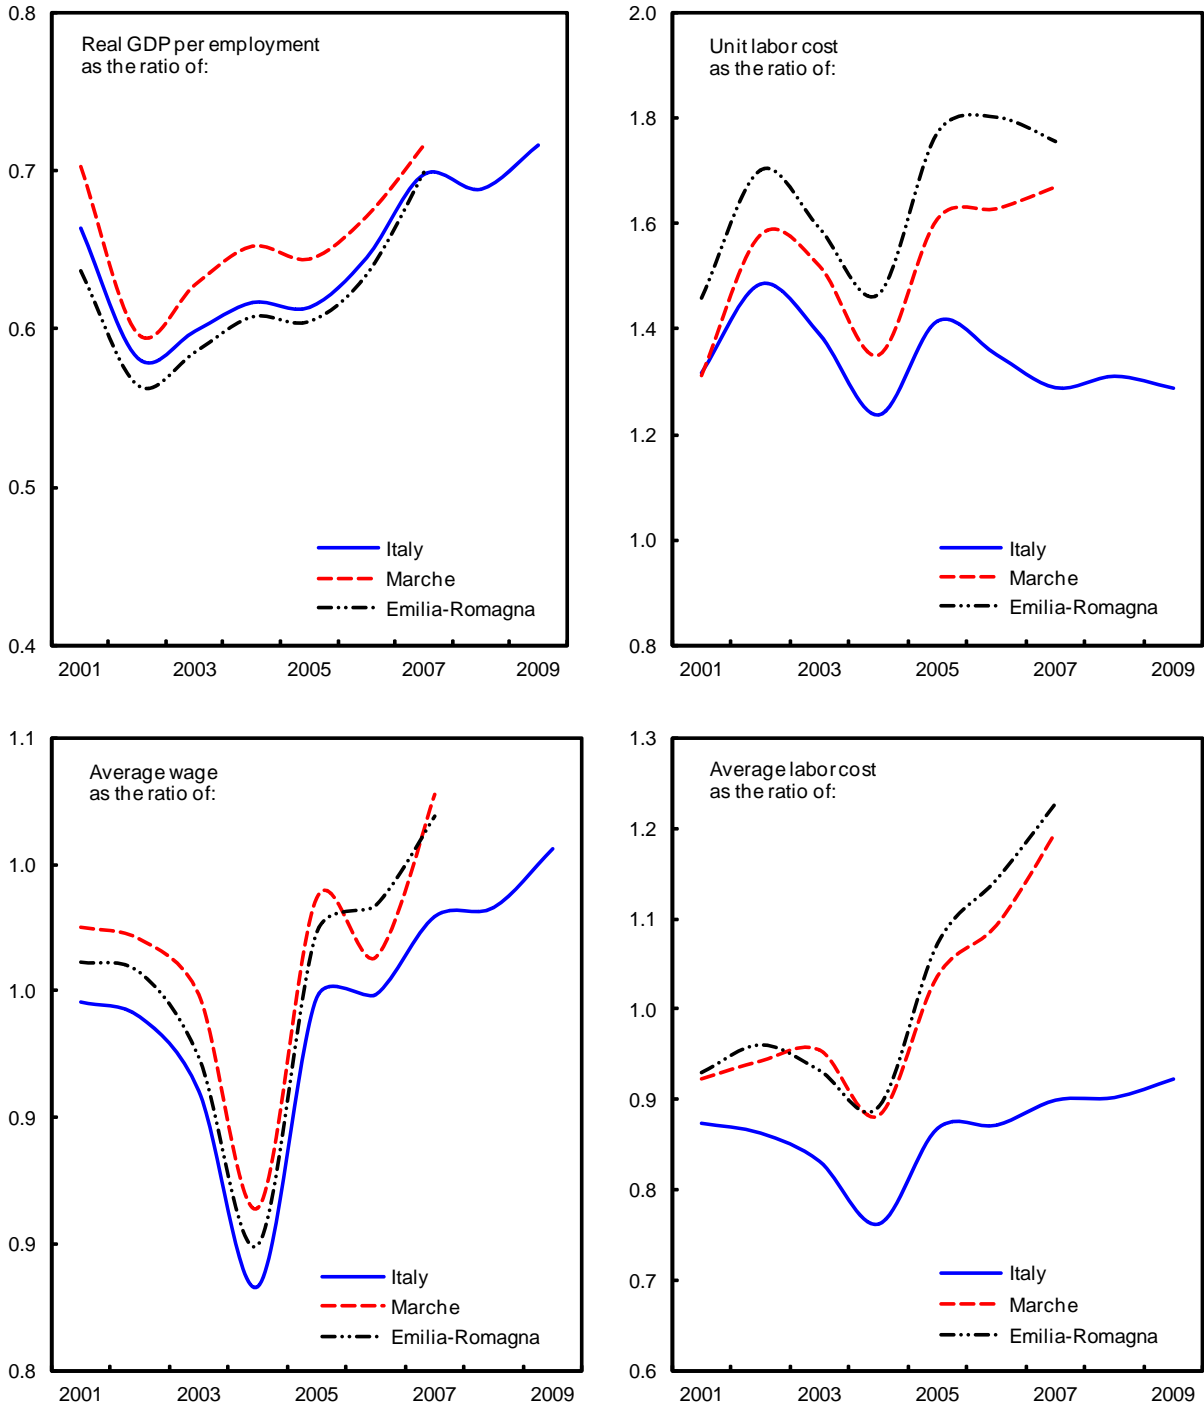 Real GDP per employment
as the ratio of:
0.8
0.7
0.6
0.5
0.4
Italy
Marche
Emilia-Romagna
2001 2003 2005 2007 2009
Unit labor cost
as the ratio of:
2.0
1.8
1.6
1.4
1.2
1.0
0.8
Italy
Marche
Emilia-Romagna
2001 2003 2005 2007 2009
Average wage
as the ratio of:
1.1
1.0
1.0
0.9
0.9
0.8
Italy
Marche
Emilia-Romagna
2001 2003 2005 2007 2009
Average labor cost
as the ratio of:
1.3
1.2
1.1
1.0
0.9
0.8
0.7
0.6
Italy
Marche
Emilia-Romagna
2001 2003 2005 2007 2009